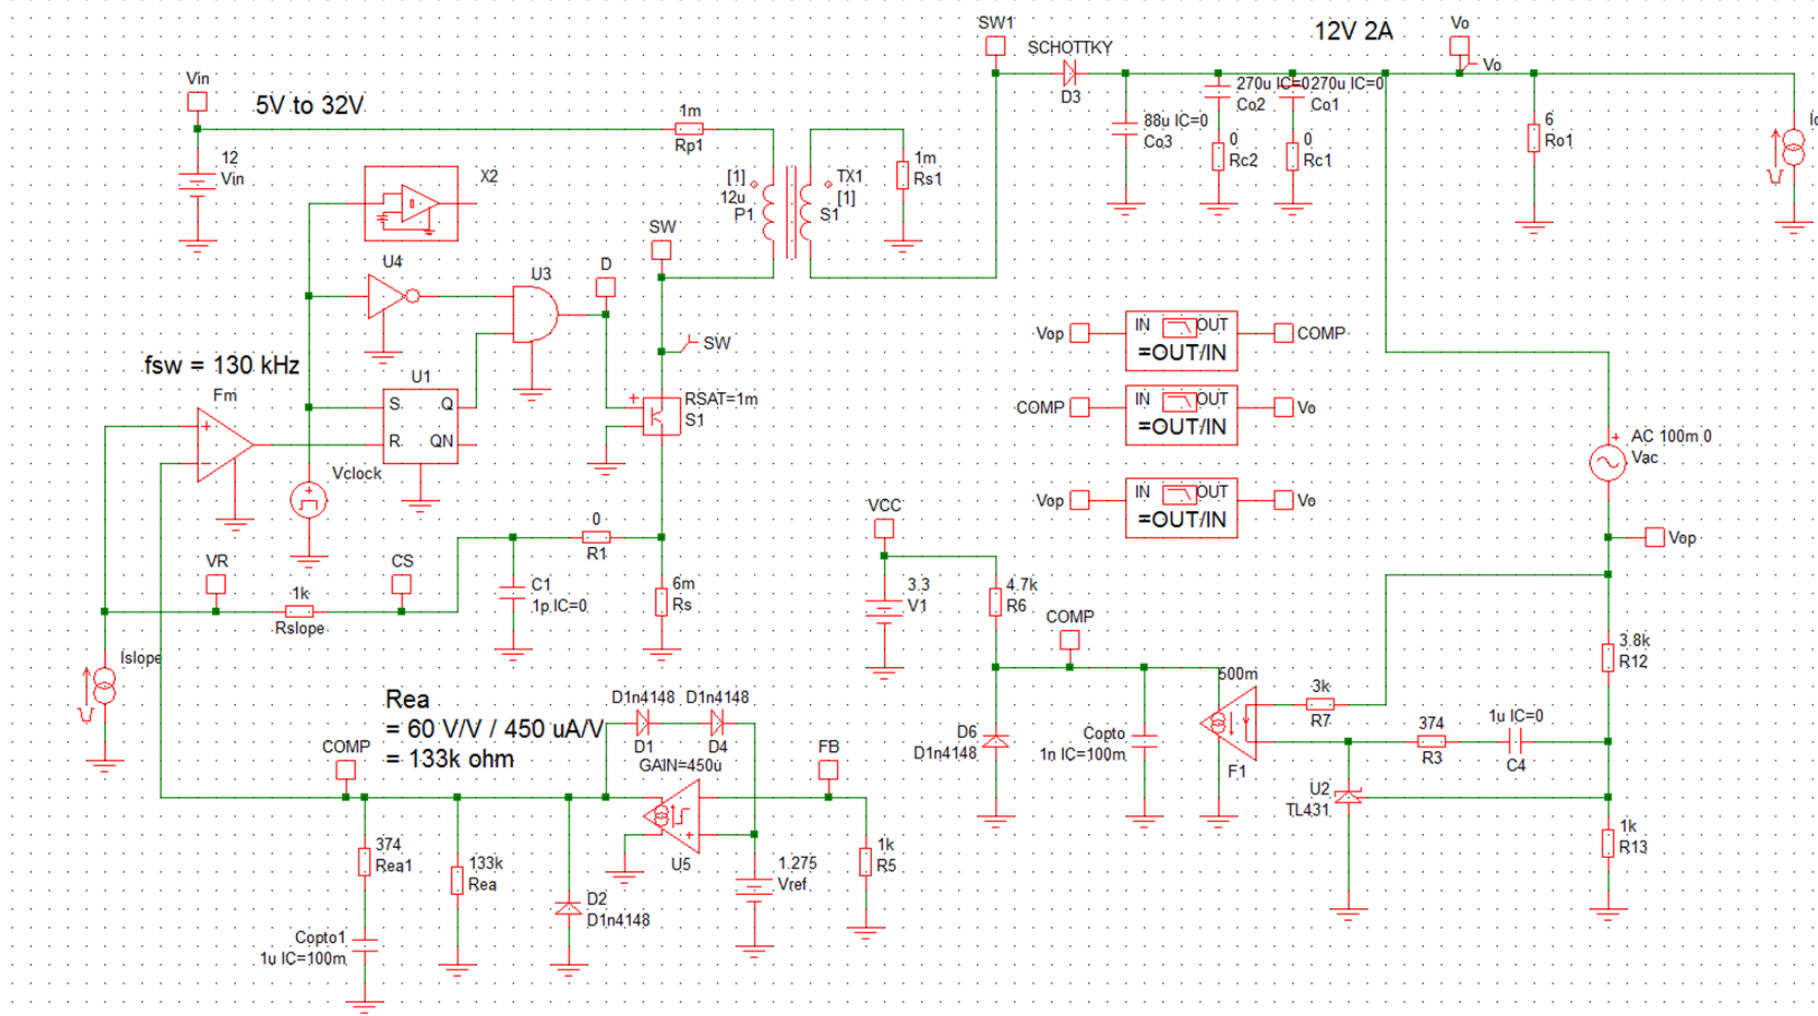 SW1
12V 2A
Vo
SCHOTTKY
Vo
D3
Vin
5V to 32V
270u IC=0
270u IC=0
Co2
Co1
1m
Rp1
88u IC=0
Co3
0
Rc2
0
Rc1
6
Ro1
12
Vin
X2
[1]
12u
P1
TX1
[1]
S1
1m
Rs1
SW
U4
U3
D
SW
Vop
IN
OUT
=OUT/IN
COMP
fsw = 130 kHz
U1
Fm
S
Q
R
QN
RSAT=1m
S1
COMP
IN
OUT
=OUT/IN
Vo
AC 100m 0
Vac
Vclock
Vop
IN
OUT
=OUT/IN
Vo
VCC
Vop
0
R1
VR
CS
1k
Rslope
C1
1p IC=0
6m
Rs
3.3
V1
4.7k
R6
COMP
3.8k
R12
Islope
500m
3k
R7
Rea
= 60 V/V / 450 uA/V
= 133k ohm
D1n4148
D1n4148
D1
D4
GAIN=450u
COMP
FB
D6
D1n4148
Copto
1n IC=100m
F1
374
R3
1u IC=0
C4
U2
TL431
1k
R13
374
Rea1
133k
Rea
U5
1.275
Vref
1k
R5
D2
D1n4148
Copto1
1u IC=100m